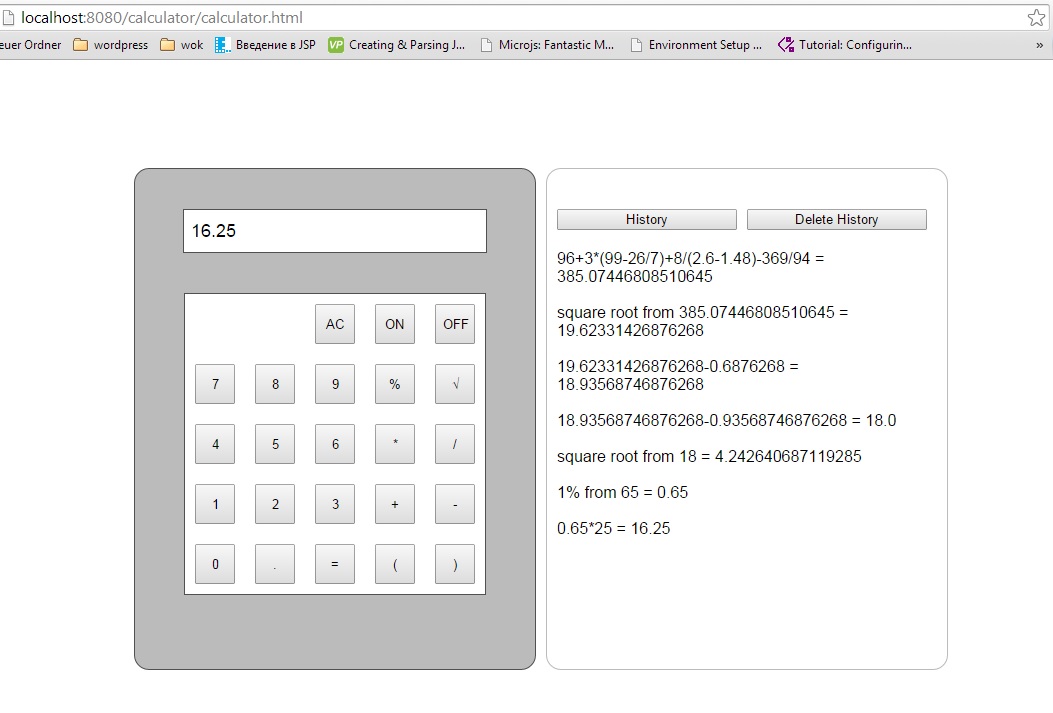 localhost:8080/calculator/calculator.html
euer Ordner wordpress wok Введение в JSP VP Creating & Parsing J... Microjs: Fantastic M... Environment Setup ... Tutorial: Configurin... »
16.25
AC ON OFF
7 8 9 % √
4 5 6 * /
1 2 3 + -
0 . = ( )
History Delete History
96+3*(99-26/7)+8/(2.6-1.48)-369/94 =
385.07446808510645
square root from 385.07446808510645 =
19.62331426876268
19.62331426876268-0.6876268 =
18.93568746876268
18.93568746876268-0.93568746876268 = 18.0
square root from 18 = 4.242640687119285
1% from 65 = 0.65
0.65*25 = 16.25